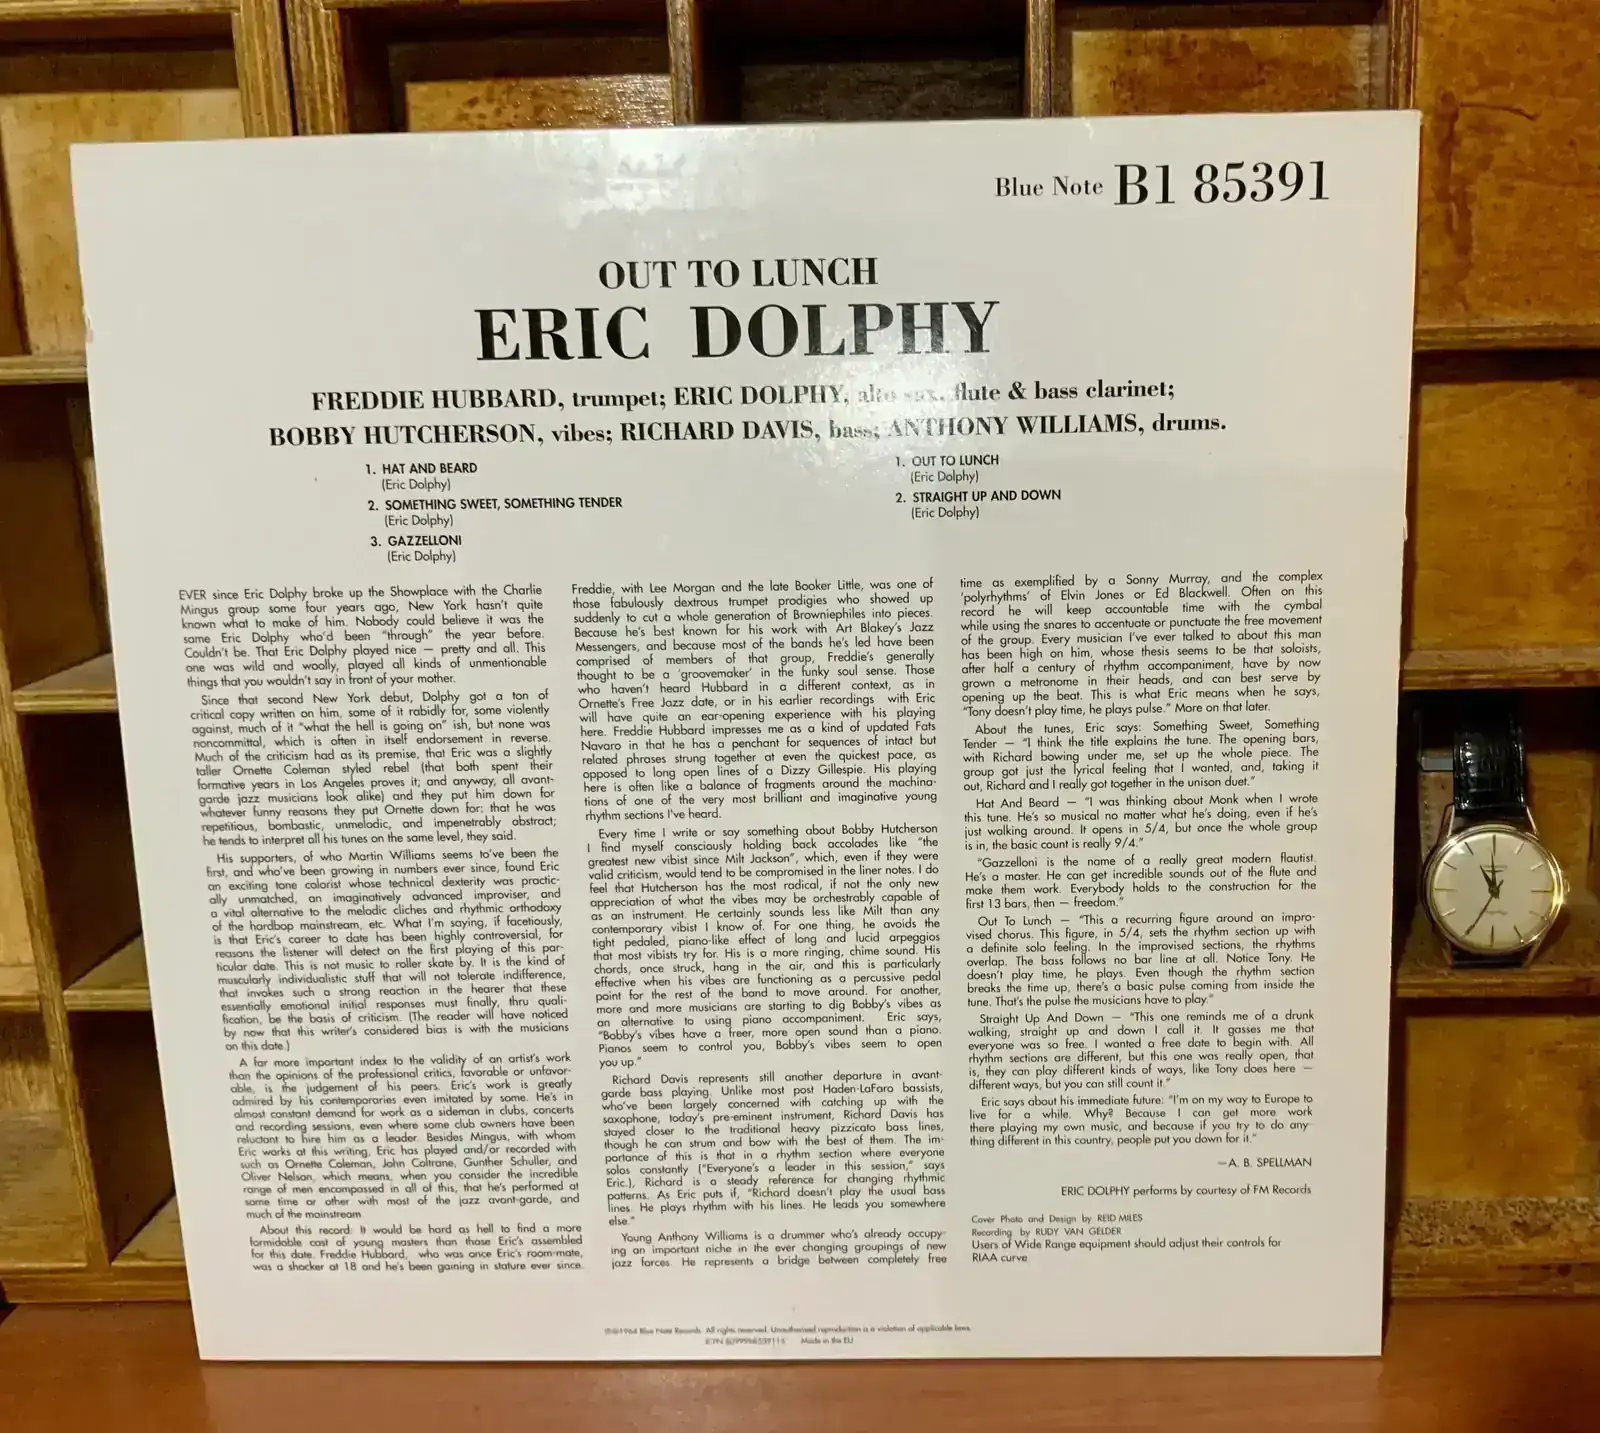 Blue Note B1 85391
OUT TO LUNCH
ERIC DOLPHY
FREDDIE HUBBARD, trumpet; ERIC DOLPHY, alto sax, flute & bass clarinet;
BOBBY HUTCHERSON, vibes; RICHARD DAVIS, bass; ANTHONY WILLIAMS, drums.
1. HAT AND BEARD
(Eric Dolphy)
2. SOMETHING SWEET, SOMETHING TENDER
(Eric Dolphy)
3. GAZZELLONI
(Eric Dolphy)
1. OUT TO LUNCH
(Eric Dolphy)
2. STRAIGHT UP AND DOWN
(Eric Dolphy)
EVER since Eric Dolphy broke up the Showplace with the Charlie
Mingus group some four years ago, New York hasn't quite
known what to make of him. Nobody could believe it was the
same Eric Dolphy who'd been "through" the year before.
Couldn't be. That Eric Dolphy played nice — pretty and all. This
one was wild and woolly, played all kinds of unmentionable
things that you wouldn't say in front of your mother.
Since that second New York debut, Dolphy got a ton of
critical copy written on him, some of it rabidly for, some violently
against, much of it "what the hell is going on" ish, but none was
noncommittal, which is often in itself endorsement in reverse.
Much of the criticism had as its premise, that Eric was a slightly
taller Ornette Coleman styled rebel (that both spent their
formative years in Los Angeles proves it; and anyway, all avant-
garde jazz musicians look alike) and they put him down for
whatever funny reasons they put Ornette down for: that he was
repetitious, bombastic, unmelodic, and impenetrably abstract;
he tends to interpret all his tunes on the same level, they said.
His supporters, of who Martin Williams seems to've been the
first, and who've been growing in numbers ever since, found Eric
an exciting tone colorist whose technical dexterity was practic-
ally unmatched, an imaginatively advanced improviser, and
a vital alternative to the melodic cliches and rhythmic orthodoxy
of the hardbop mainstream, etc. What I'm saying, if facetiously,
is that Eric's career to date has been highly controversial, for
reasons the listener will detect on the first playing of this par-
ticular date. This is not music to roller skate by. It is the kind of
muscularly individualistic stuff that will not tolerate indifference,
that invokes such a strong reaction in the hearer that these
essentially emotional initial responses must finally, thru quali-
fication, be the basis of criticism. (The reader will have noticed
by now that this writer's considered bias is with the musicians
on this date.)
A far more important index to the validity of an artist's work
than the opinions of the professional critics, favorable or unfavor-
able, is the judgement of his peers. Eric's work is greatly
admired by his contemporaries even imitated by some. He's in
almost constant demand for work as a sideman in clubs, concerts
and recording sessions, even where some club owners have been
reluctant to hire him as a leader. Besides Mingus, with whom
Eric works at this writing, Eric has played and/or recorded with
such as Ornette Coleman, John Coltrane, Gunther Schuller, and
Oliver Nelson, which means, when you consider the incredible
range of men encompassed in all of this, that he's performed at
some time or other with most of the jazz avant-garde, and
much of the mainstream
About this record: It would be hard as hell to find a more
formidable cast of young masters than those Eric's assembled
for this date. Freddie Hubbard, who was once Eric's room-mate,
was a shocker at 18 and he's been gaining in stature ever since.
Freddie, with Lee Morgan and the late Booker Little, was one of
those fabulously dextrous trumpet prodigies who showed up
suddenly to cut a whole generation of Browniephiles into pieces.
Because he's best known for his work with Art Blakey's Jazz
Messengers, and because most of the bands he's led have been
comprised of members of that group, Freddie's generally
thought to be a 'groovemaker' in the funky soul sense. Those
who haven't heard Hubbard in a different context, as in
Ornette's Free Jazz date, or in his earlier recordings with Eric
will have quite an ear-opening experience with his playing
here. Freddie Hubbard impresses me as a kind of updated Fats
Navaro in that he has a penchant for sequences of intact but
related phrases strung together at even the quickest pace, as
opposed to long open lines of a Dizzy Gillespie. His playing
here is often like a balance of fragments around the machina-
tions of one of the very most brilliant and imaginative young
rhythm sections I've heard.
Every time I write or say something about Bobby Hutcherson
I find myself consciously holding back accolades like "the
greatest new vibist since Milt Jackson", which, even if they were
valid criticism, would tend to be compromised in the liner notes. I do
feel that Hutcherson has the most radical, if not the only new
appreciation of what the vibes may be orchestrably capable of
as an instrument. He certainly sounds less like Milt than any
contemporary vibist I know of. For one thing, he avoids the
tight pedaled, piano-like effect of long and lucid arpeggios
that most vibists try for. His is a more ringing, chime sound. His
chords, once struck, hang in the air, and this is particularly
effective when his vibes are functioning as a percussive pedal
point for the rest of the band to move around. For another,
more and more musicians are starting to dig Bobby's vibes as
an alternative to using piano accompaniment. Eric says,
"Bobby's vibes have a freer, more open sound than a piano.
Pianos seem to control you, Bobby's vibes seem to open
you up."
Richard Davis represents still another departure in avant-
garde bass playing. Unlike most post Haden-LaFaro bassists,
who've been largely concerned with catching up with the
saxophone, today's pre-eminent instrument, Richard Davis has
stayed closer to the traditional heavy pizzicato bass lines,
though he can strum and bow with the best of them. The im-
portance of this is that in a rhythm section where everyone
solos constantly ("Everyone's a leader in this session," says
Eric.), Richard is a steady reference for changing rhythmic
patterns. As Eric puts if, "Richard doesn't play the usual bass
lines. He plays rhythm with his lines. He leads you somewhere
else."
Young Anthony Williams is a drummer who's already occupy-
ing an important niche in the ever changing groupings of new
jazz forces. He represents a bridge between completely free
time as exemplified by a Sonny Murray, and the complex
'polyrhythms' of Elvin Jones or Ed Blackwell. Often on this
record he will keep accountable time with the cymbal
while using the snares to accentuate or punctuate the free movement
of the group. Every musician I've ever talked to about this man
has been high on him, whose thesis seems to be that soloists,
after half a century of rhythm accompaniment, have by now
grown a metronome in their heads, and can best serve by
opening up the beat. This is what Eric means when he says,
"Tony doesn't play time, he plays pulse." More on that later.
About the tunes, Eric says: Something Sweet, Something
Tender — "I think the title explains the tune. The opening bars,
with Richard bowing under me, set up the whole piece. The
group got just the lyrical feeling that I wanted, and, taking it
out, Richard and I really got together in the unison duet."
Hat And Beard — "I was thinking about Monk when I wrote
this tune. He's so musical no matter what he's doing, even if he's
just walking around. It opens in 5/4, but once the whole group
is in, the basic count is really 9/4."
"Gazzelloni is the name of a really great modern flautist.
He's a master. He can get incredible sounds out of the flute and
make them work. Everybody holds to the construction for the
first 13 bars, then — freedom."
Out To Lunch — "This a recurring figure around an impro-
vised chorus. This figure, in 5/4, sets the rhythm section up with
a definite solo feeling. In the improvised sections, the rhythms
overlap. The bass follows no bar line at all. Notice Tony. He
doesn't play time, he plays. Even though the rhythm section
breaks the time up, there's a basic pulse coming from inside the
tune. That's the pulse the musicians have to play."
Straight Up And Down — "This one reminds me of a drunk
walking, straight up and down I call it. It gasses me that
everyone was so free. I wanted a free date to begin with. All
rhythm sections are different, but this one was really open, that
is, they can play different kinds of ways, like Tony does here —
different ways, but you can still count it."
Eric says about his immediate future: "I'm on my way to Europe to
live for a while. Why? Because I can get more work
there playing my own music, and because if you try to do any-
thing different in this country, people put you down for it."
—A. B. SPELLMAN
ERIC DOLPHY performs by courtesy of FM Records
Cover Photo and Design by REID MILES
Recording by RUDY VAN GELDER
Users of Wide Range equipment should adjust their controls for
RIAA curve
1964 Blue Note Records. All rights reserved. Unauthorised reproduction is a violation of applicable laws.
Made in the EU